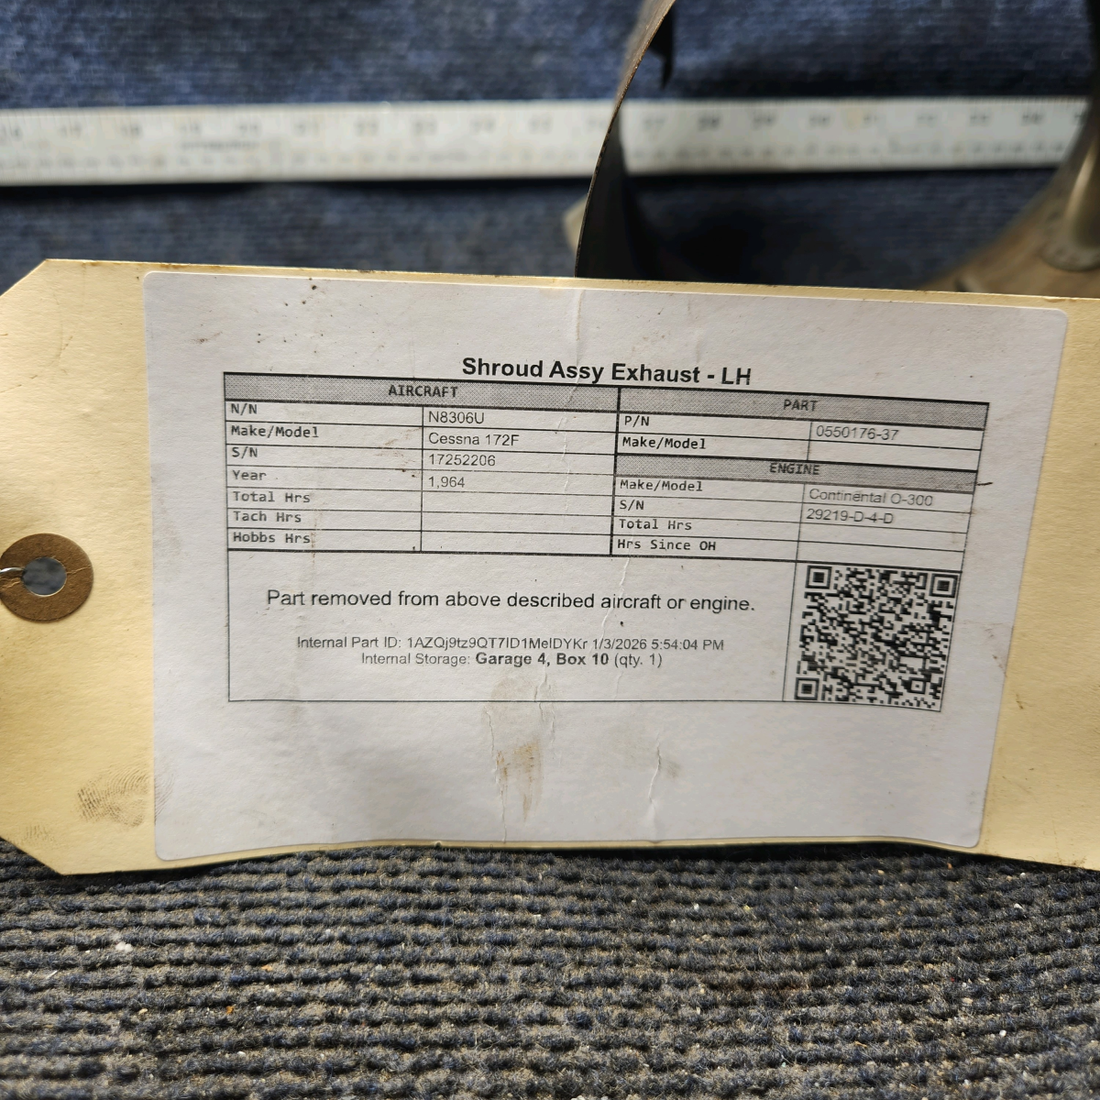 Shroud Assy Exhaust - LH
AIRCRAFT
N/N N8306U
Make/Model Cessna 172F
S/N 17252206
Year 1,964
Total Hrs
Tach Hrs
Hobbs Hrs
PART
P/N 0550176-37
Make/Model
ENGINE
Make/Model Continental O-300
S/N 29219-D-4-D
Total Hrs
Hrs Since OH
Part removed from above described aircraft or engine.
Internal Part ID: 1AZQj9tz9QT7ID1MeIDYKr 1/3/2026 5:54:04 PM
Internal Storage: Garage 4, Box 10 (qty. 1)